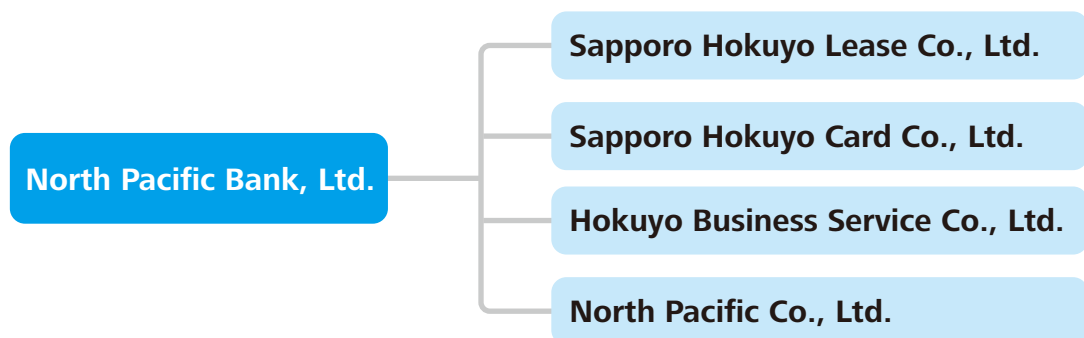 North Pacific Bank, Ltd.
Sapporo Hokuyo Lease Co., Ltd.
Sapporo Hokuyo Card Co., Ltd.
Hokuyo Business Service Co., Ltd.
North Pacific Co., Ltd.